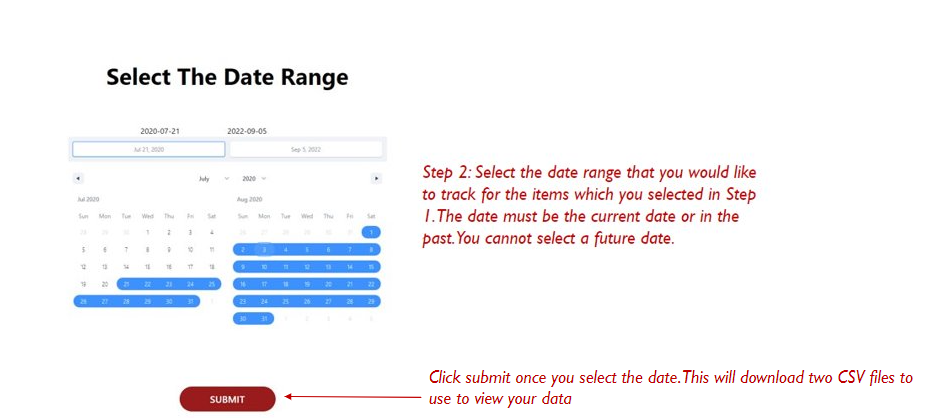 Select The Date Range
2020-07-21 2022-09-05
Jul 21, 2020 Sep 5, 2022
July 2020
Jul 2020 Aug 2020
Sun Mon Tue Wed Thu Fri Sat Sun Mon Tue Wed Thu Fri Sat
28 29 30 1 2 3 4 26 27 28 29 30 31 1
5 6 7 8 9 10 11 2 3 4 5 6 7 8
12 13 14 15 16 17 18 9 10 11 12 13 14 15
19 20 21 22 23 24 25 16 17 18 19 20 21 22
26 27 28 29 30 31 1 23 24 25 26 27 28 29
30 31 1 2 3 4 5
Step 2: Select the date range that you would like
to track for the items which you selected in Step
1. The date must be the current date or in the
past. You cannot select a future date.
Click submit once you select the date. This will download two CSV files to
use to view your data
SUBMIT